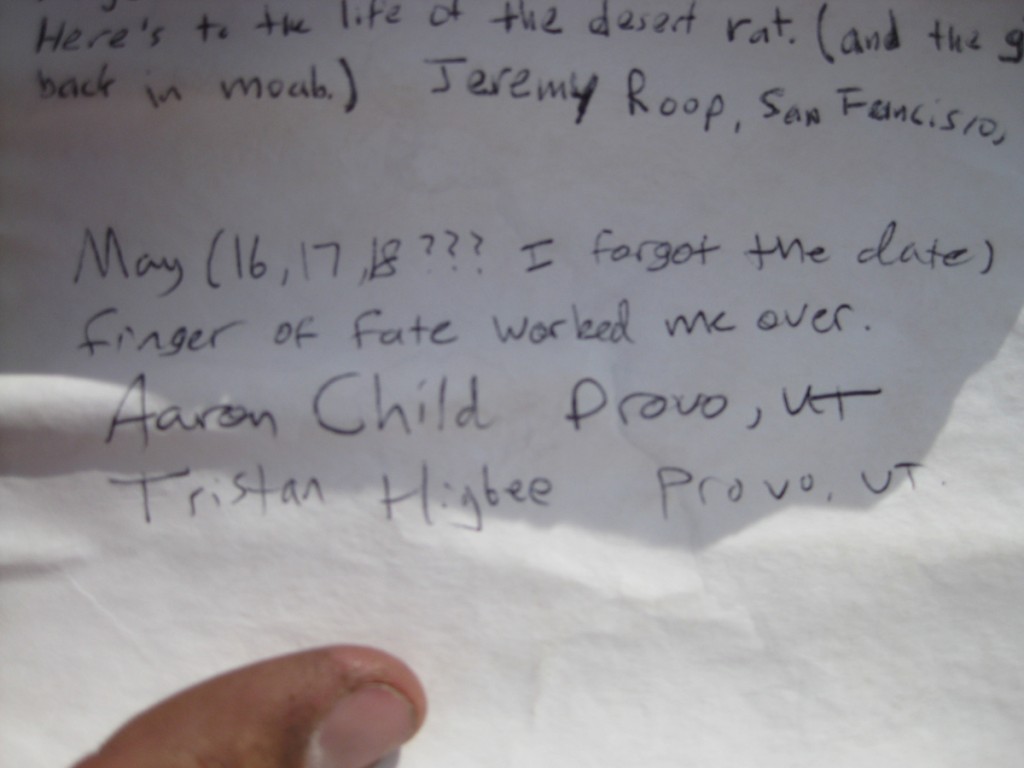 Here's to the life of the desert rat. (and the g
back in moab.) Jeremy Roop, San Francisco,
May (16, 17, 18 ??? I forgot the date)
finger of fate worked me over.
Aaron Child Provo, UT
Tristan Higbee Provo, UT.